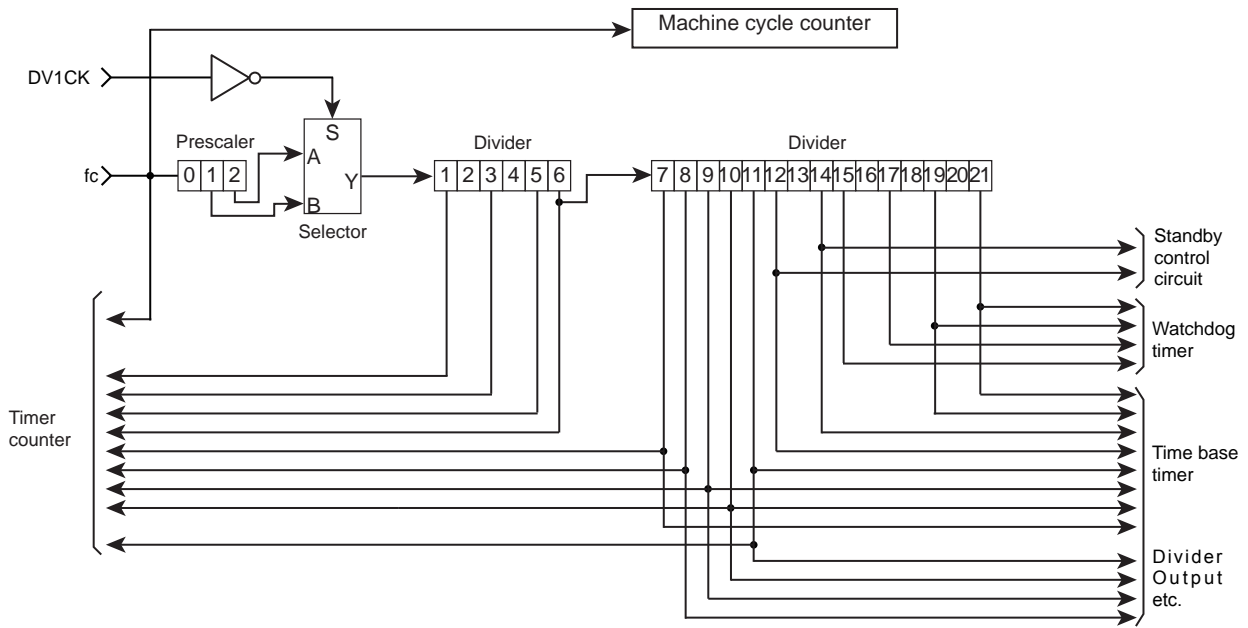 Machine cycle counter
DV1CK
S
Prescaler
Divider
Divider
fc
0 1 2
A
Y
B
1 2 3 4 5 6
7 8 9 10 11 12 13 14 15 16 17 18 19 20 21
Selector
Standby
control
circuit
Watchdog
timer
Timer
counter
Time base
timer
Divider
Output
etc.